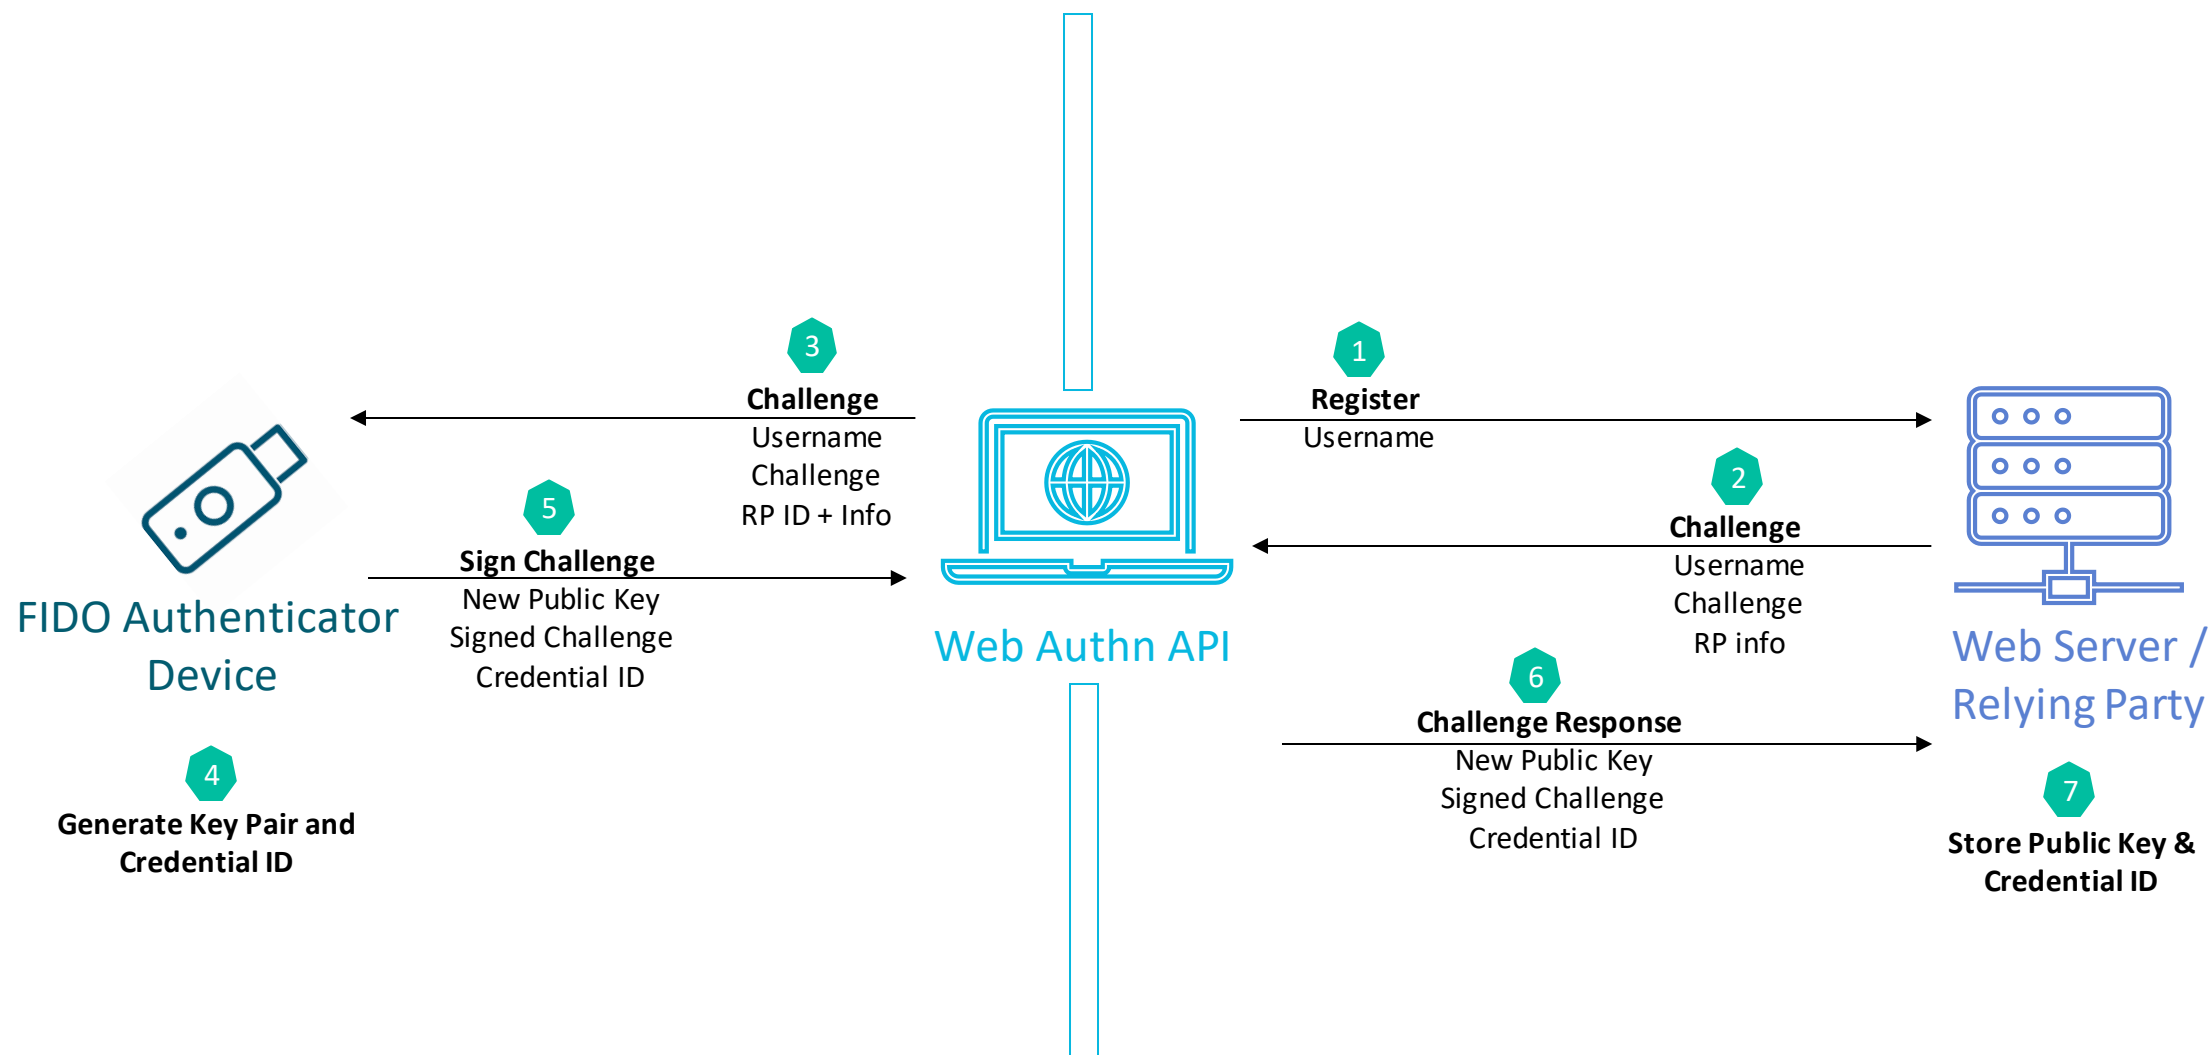 3
Challenge
Username
Challenge
RP ID + Info
1
Register
Username
2
Challenge
Username
Challenge
RP info
5
Sign Challenge
New Public Key
Signed Challenge
Credential ID
FIDO Authenticator
Device
Web Authn API
Web Server /
Relying Party
4
Generate Key Pair and
Credential ID
6
Challenge Response
New Public Key
Signed Challenge
Credential ID
7
Store Public Key &
Credential ID